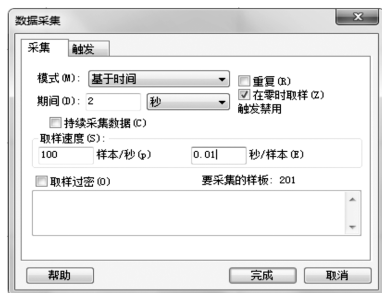 数据采集
采集 触发
模式(M): 基于时间 重复(R)
期间(D): 2 秒 在零时取样(Z)
触发禁用
持续采集数据(C)
取样速度(S):
100 样本/秒(p) 0.01 秒/样本(E)
取样过密(O) 要采集的样板: 201
帮助 完成 取消